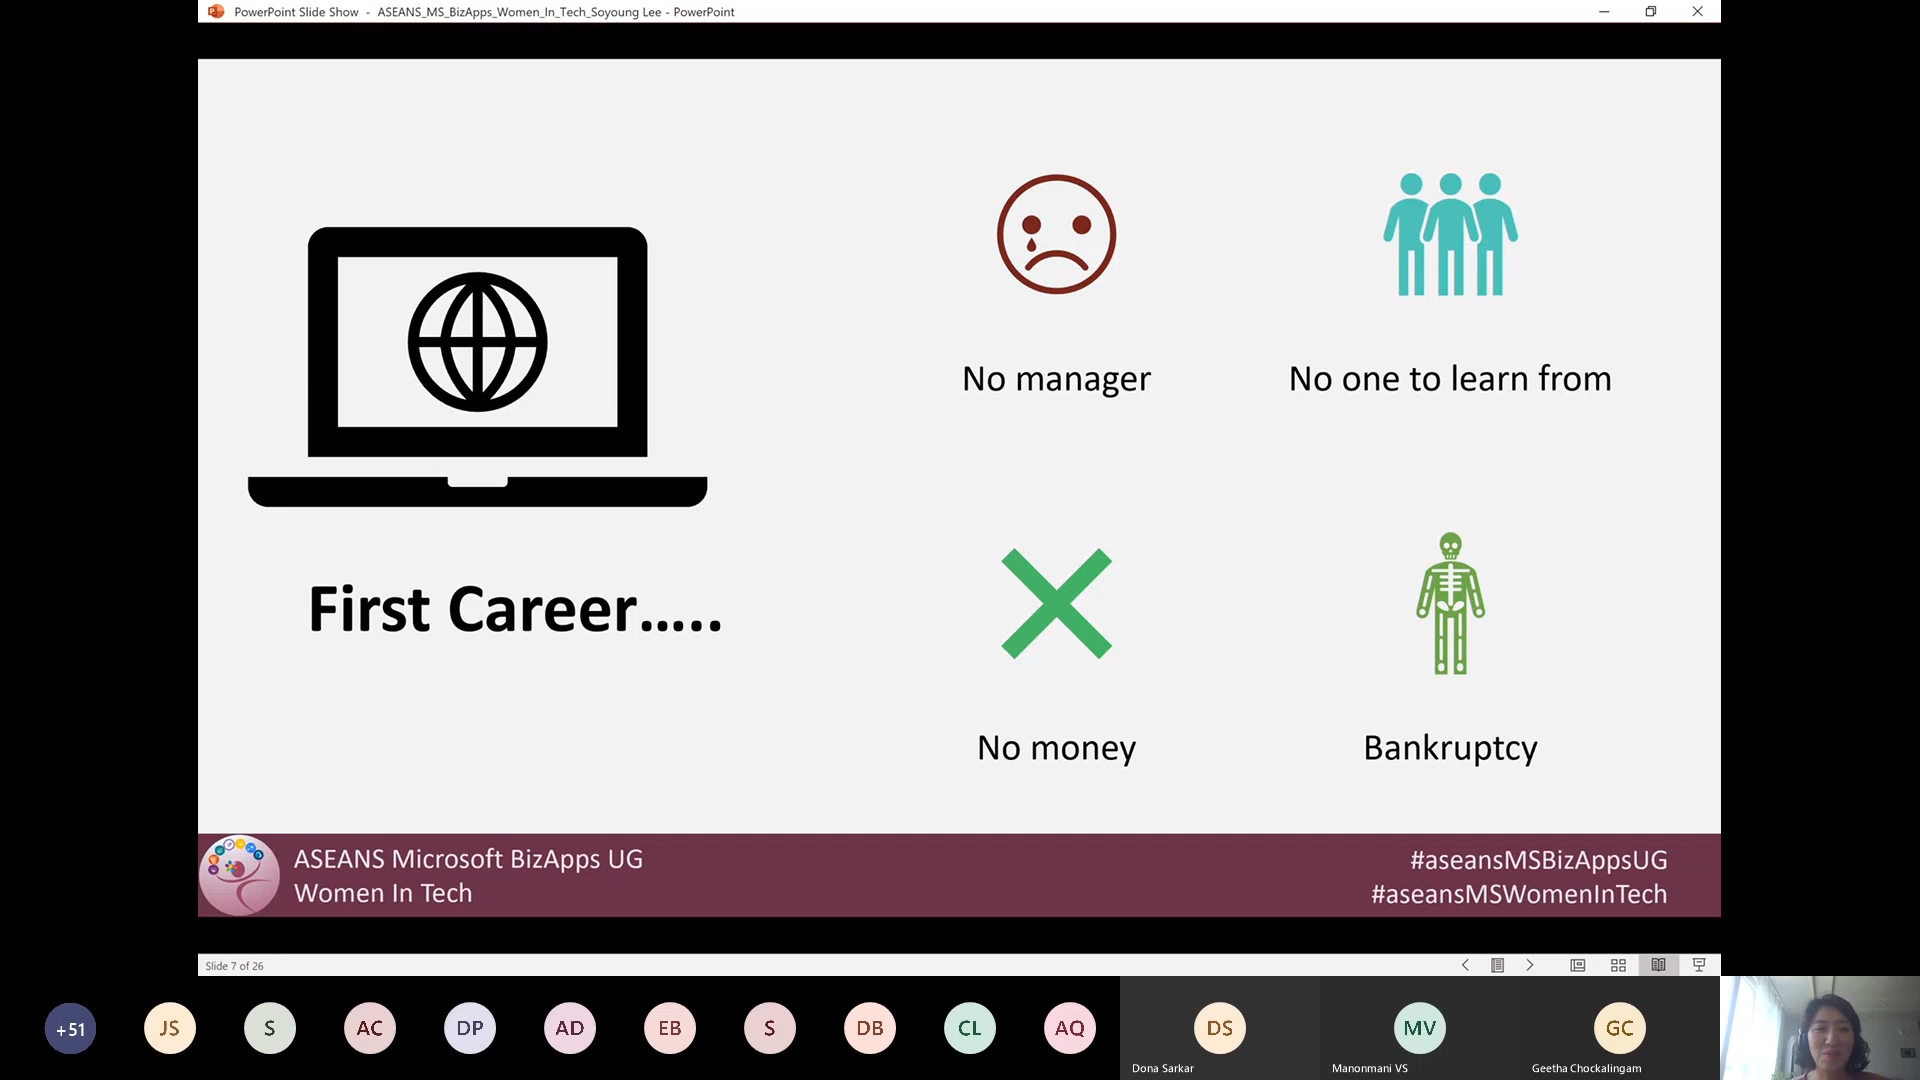 PowerPoint Slide Show - ASEANS_MS_BizApps_Women_In_Tech_Soyoung Lee - PowerPoint
No manager
No one to learn from
First Career.....
No money
Bankruptcy
ASEANS Microsoft BizApps UG
Women In Tech
#aseansMSBizAppsUG
#aseansMSWomenInTech
Slide 7 of 26
+51
JS
S
AC
DP
AD
EB
S
DB
CL
AQ
DS
Dona Sarkar
MV
Manonmani VS
GC
Geetha Chockalingam